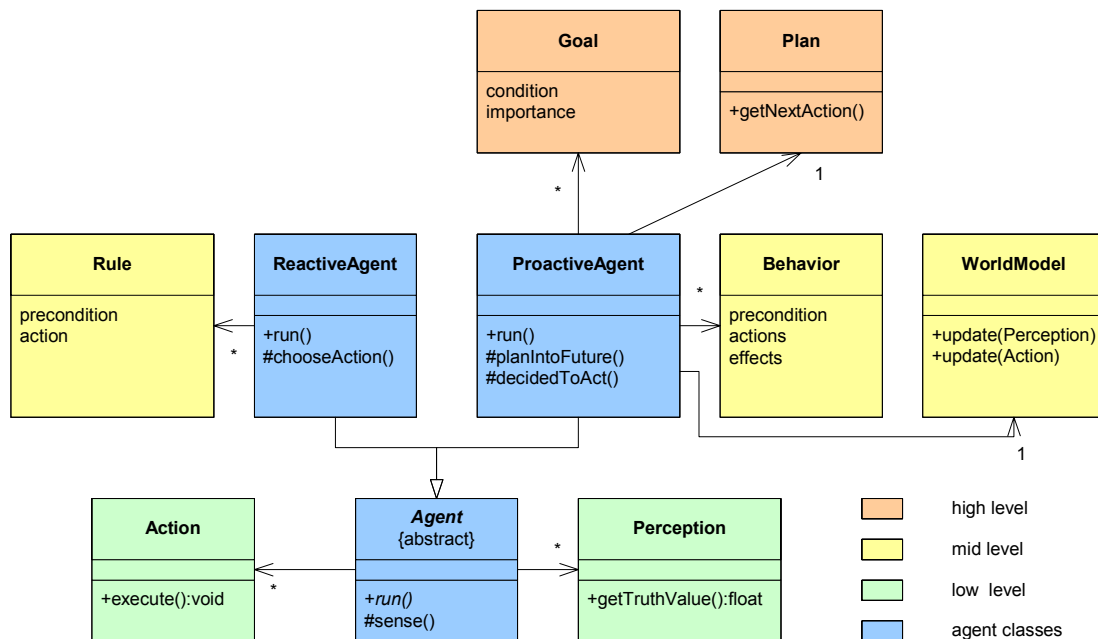 Goal
condition
importance
Plan
+getNextAction()
*
1
Rule
precondition
action
*
ReactiveAgent
+run()
#chooseAction()
ProactiveAgent
+run()
#planIntoFuture()
#decidedToAct()
*
Behavior
precondition
actions
effects
WorldModel
+update(Perception)
+update(Action)
1
Action
+execute():void
*
Agent
{abstract}
+run()
#sense()
*
Perception
+getTruthValue():float
high level
mid level
low level
agent classes